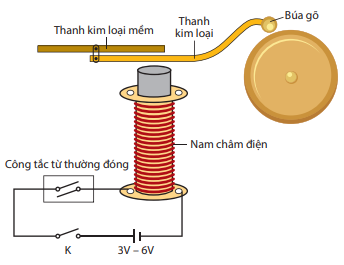 Thanh kim loại mềm
Thanh
kim loại
Búa gõ
Nam châm điện
Công tắc từ thường đóng
K
3V – 6V